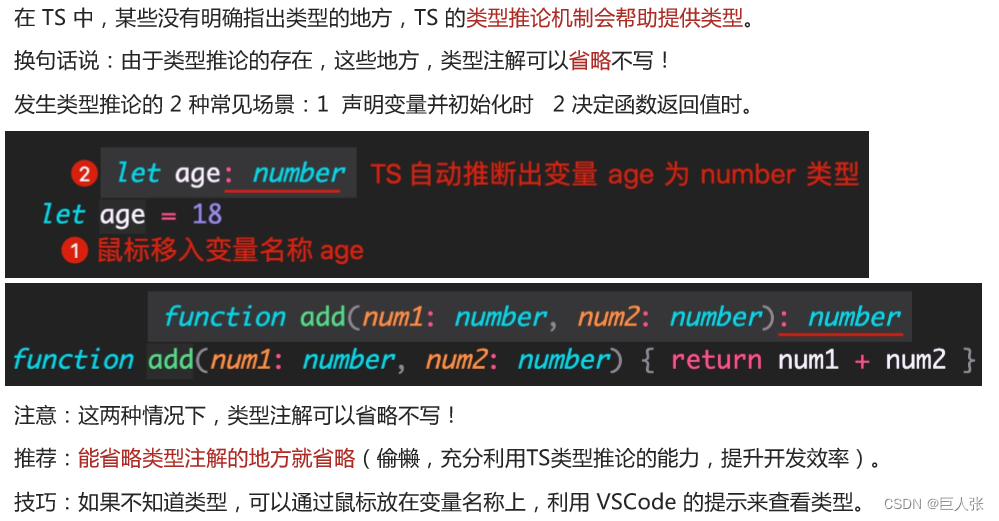 在 TS 中，某些没有明确指出类型的地方，TS 的类型推论机制会帮助提供类型。
换句话说：由于类型推论的存在，这些地方，类型注解可以省略不写！
发生类型推论的 2 种常见场景：1 声明变量并初始化时 2 决定函数返回值时。
2 let age: number TS 自动推断出变量 age 为 number 类型
let age = 18
1 鼠标移入变量名称 age
function add(num1: number, num2: number): number
function add(num1: number, num2: number) { return num1 + num2 }
注意：这两种情况下，类型注解可以省略不写！
推荐：能省略类型注解的地方就省略（偷懒，充分利用TS类型推论的能力，提升开发效率）。
技巧：如果不知道类型，可以通过鼠标放在变量名称上，利用 VSCode 的提示来查看类型。
CSDN @巨人张